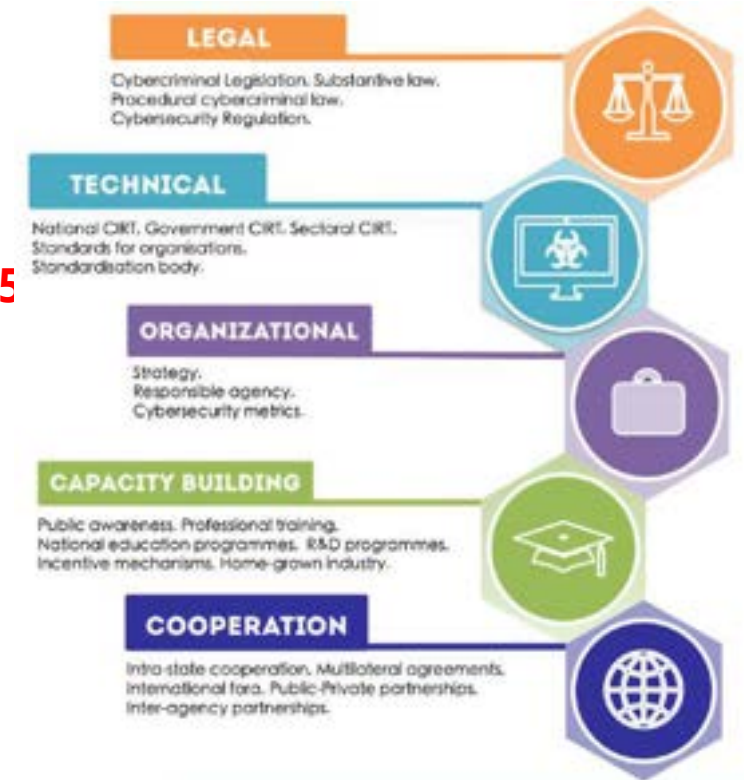 LEGAL
Cybercriminal Legislation. Substantive law.
Procedural cybercriminal law.
Cybersecurity Regulation.
TECHNICAL
National CIRT. Government CIRT. Sectoral CIRT.
Standards for organisations.
Standardisation body.
5
ORGANIZATIONAL
Strategy.
Responsible agency.
Cybersecurity metrics.
CAPACITY BUILDING
Public awareness. Professional training.
National education programmes. R&D programmes.
Incentive mechanisms. Home-grown industry.
COOPERATION
Intra-state cooperation. Multilateral agreements.
International fora. Public-Private partnerships.
Inter-agency partnerships.